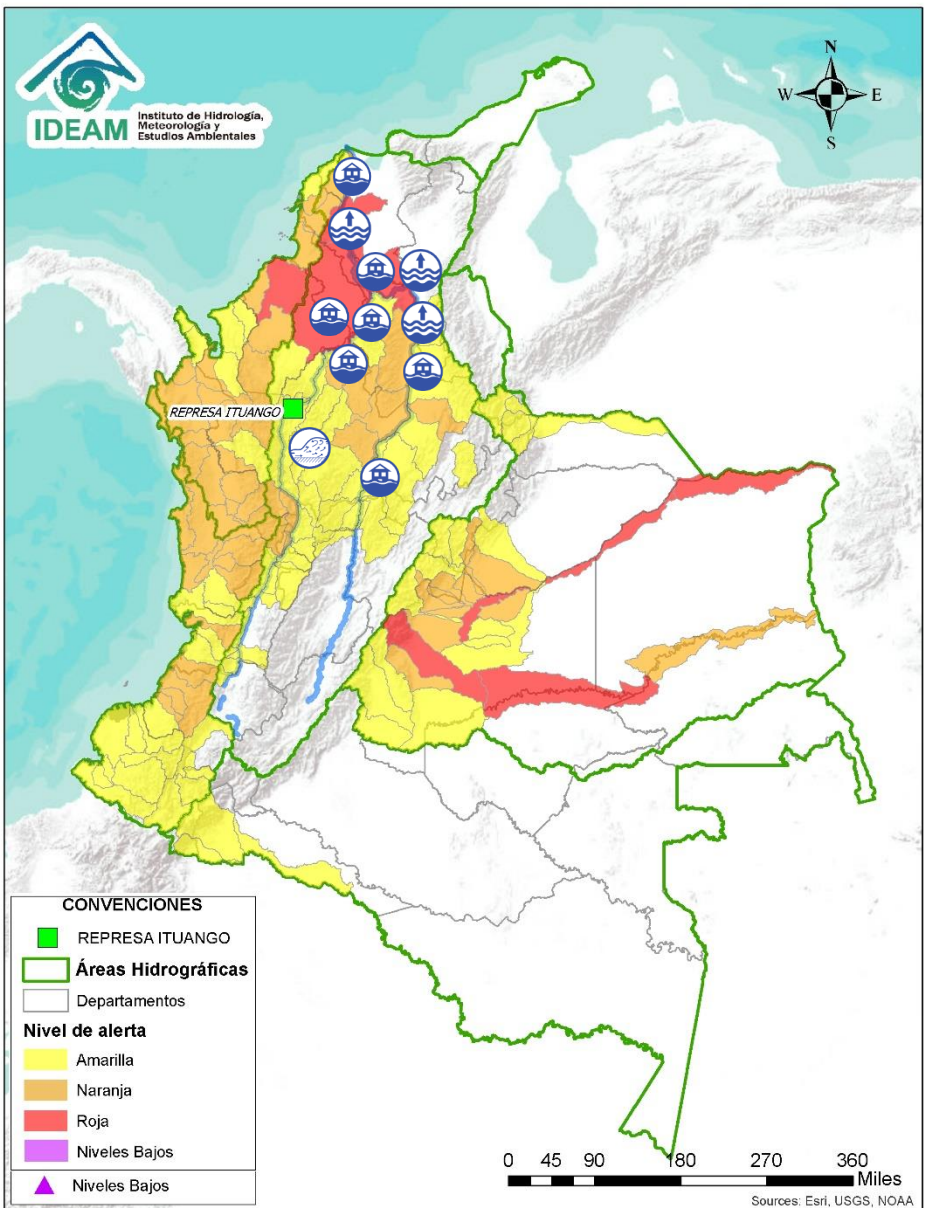 IDEAM
Instituto de Hidrología,
Meteorología y
Estudios Ambientales
N
W
E
S
REPRESA ITUANGO
CONVENCIONES
REPRESA ITUANGO
Áreas Hidrográficas
Departamentos
Nivel de alerta
Amarilla
Naranja
Roja
Niveles Bajos
Niveles Bajos
0 45 90 180 270 360
Miles
Sources: Esri, USGS, NOAA